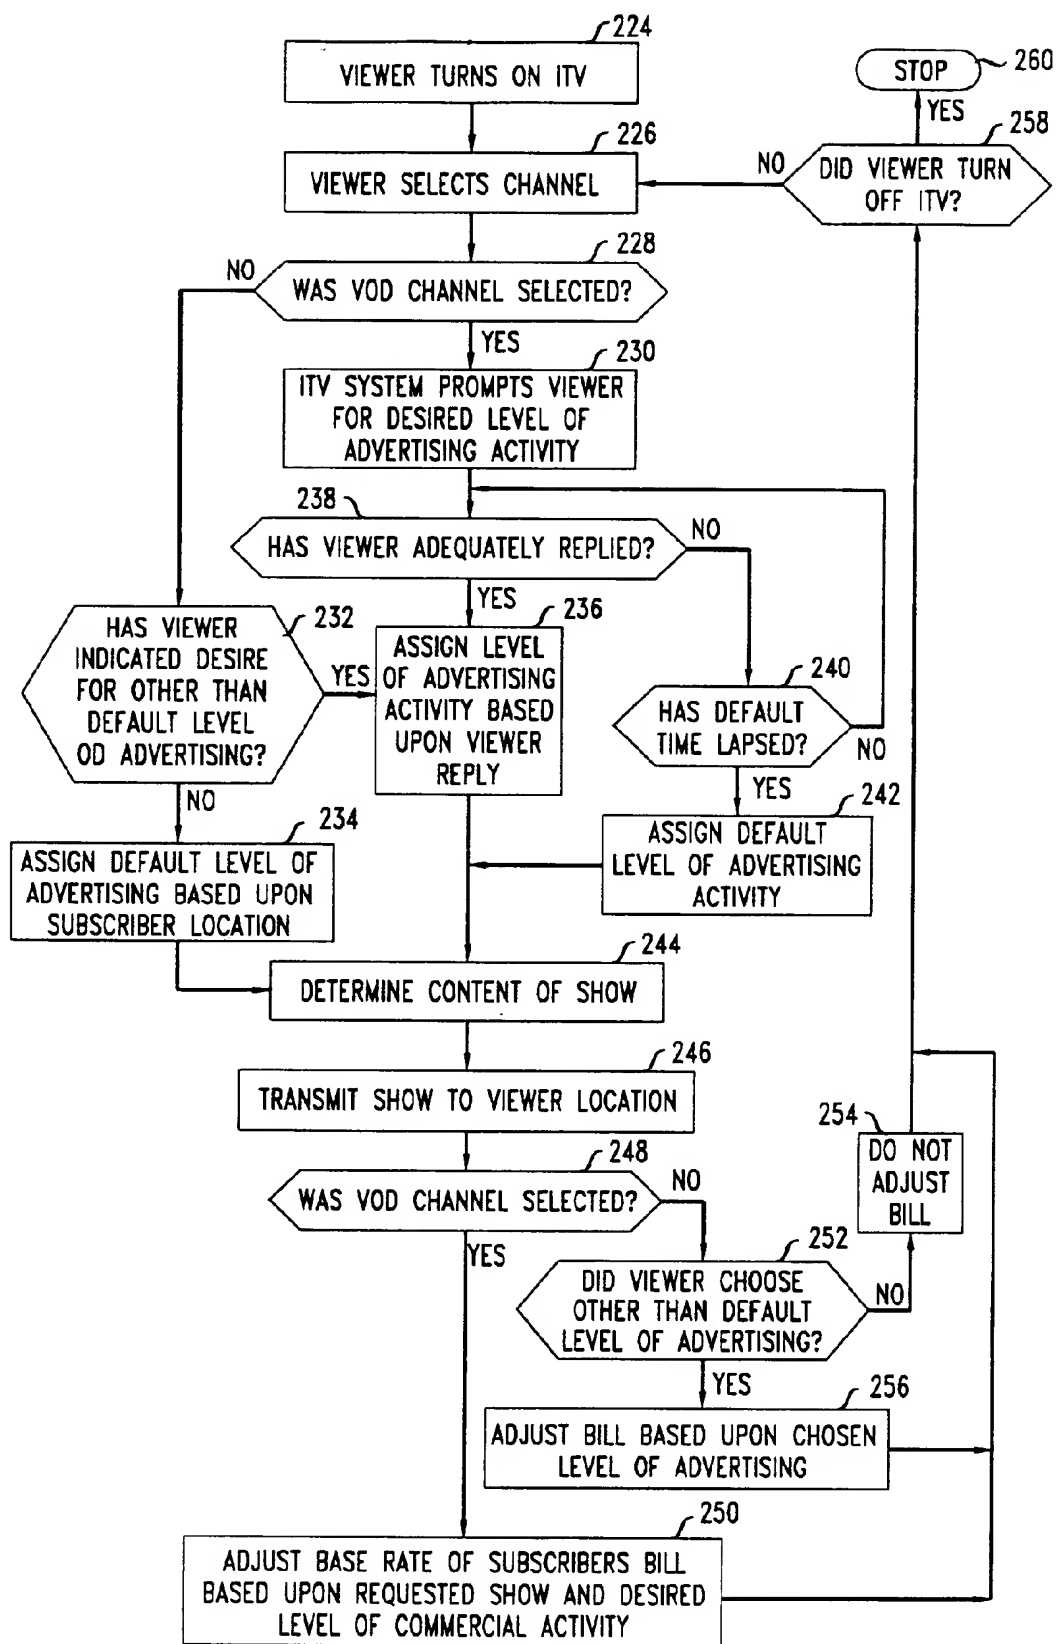 224
VIEWER TURNS ON ITV
STOP
260
YES
258
226
VIEWER SELECTS CHANNEL
NO
DID VIEWER TURN
OFF ITV?
228
NO
WAS VOD CHANNEL SELECTED?
YES
230
ITV SYSTEM PROMPTS VIEWER
FOR DESIRED LEVEL OF
ADVERTISING ACTIVITY
238
HAS VIEWER ADEQUATELY REPLIED?
NO
YES
232
HAS VIEWER
INDICATED DESIRE
FOR OTHER THAN
DEFAULT LEVEL
OD ADVERTISING?
YES
236
ASSIGN LEVEL
OF ADVERTISING
ACTIVITY BASED
UPON VIEWER
REPLY
240
HAS DEFAULT
TIME LAPSED?
NO
YES
NO
234
ASSIGN DEFAULT LEVEL OF
ADVERTISING BASED UPON
SUBSCRIBER LOCATION
242
ASSIGN DEFAULT
LEVEL OF ADVERTISING
ACTIVITY
244
DETERMINE CONTENT OF SHOW
246
TRANSMIT SHOW TO VIEWER LOCATION
254
DO NOT
ADJUST
BILL
248
WAS VOD CHANNEL SELECTED?
NO
YES
252
DID VIEWER CHOOSE
OTHER THAN DEFAULT
LEVEL OF ADVERTISING?
NO
YES
256
ADJUST BILL BASED UPON CHOSEN
LEVEL OF ADVERTISING
250
ADJUST BASE RATE OF SUBSCRIBERS BILL
BASED UPON REQUESTED SHOW AND DESIRED
LEVEL OF COMMERCIAL ACTIVITY